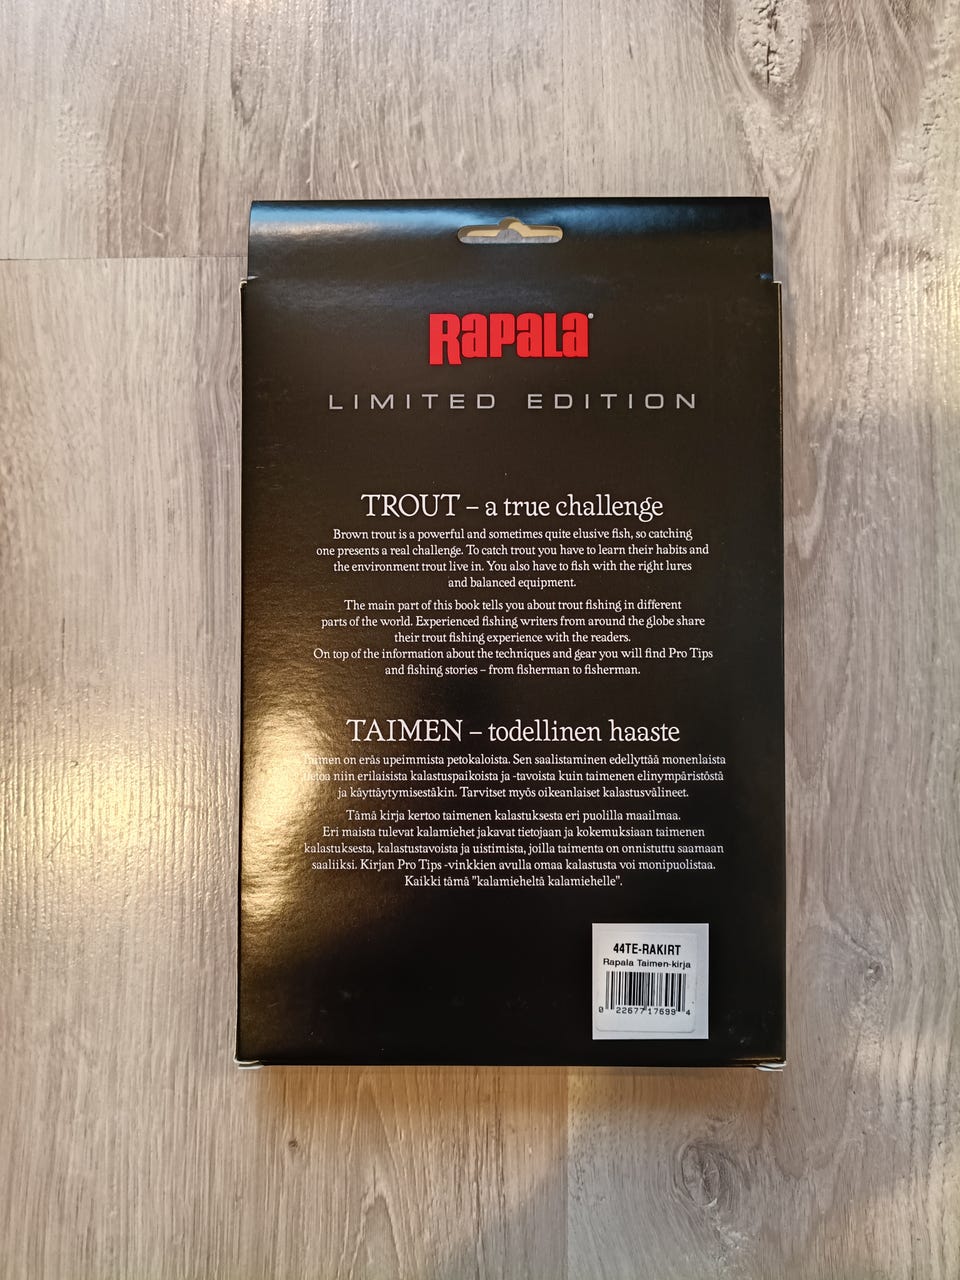 RAPALA®
LIMITED EDITION
TROUT – a true challenge
Brown trout is a powerful and sometimes quite elusive fish, so catching
one presents a real challenge. To catch trout you have to learn their habits and
the environment trout live in. You also have to fish with the right lures
and balanced equipment.
The main part of this book tells you about trout fishing in different
parts of the world. Experienced fishing writers from around the globe share
their trout fishing experience with the readers.
On top of the information about the techniques and gear you will find Pro Tips
and fishing stories – from fisherman to fisherman.
TAIMEN – todellinen haaste
Taimen on eräs upeimmista petokaloista. Sen saalistaminen edellyttää monenlaista
tietoa niin erilaisista kalastuspaikoista ja -tavoista kuin taimenen elinympäristöstä
ja käyttäytymisestäkin. Tarvitset myös oikeanlaiset kalastusvälineet.
Tämä kirja kertoo taimenen kalastuksesta eri puolilla maailmaa.
Eri maista tulevat kalamiehet jakavat tietojaan ja kokemuksiaan taimenen
kalastuksesta, kalastustavoista ja uistimista, joilla taimenta on onnistuttu saamaan
saaliiksi. Kirjan Pro Tips -vinkkien avulla omaa kalastusta voi monipuolistaa.
Kaikki tämä "kalamieheltä kalamiehelle".
44TE-RAKIRT
Rapala Taimen-kirja
0 22677 17699 4